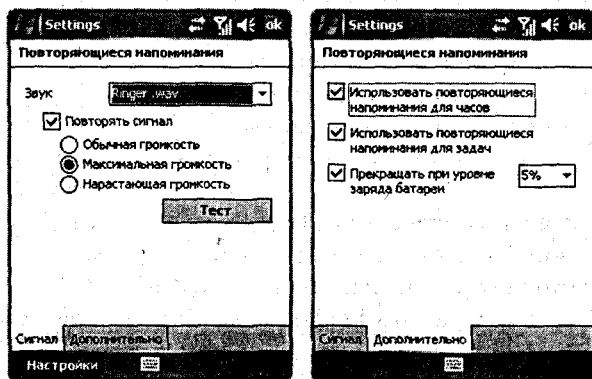 Settings
ok
Повторяющиеся напоминания
Звук
Ringer .wav
Повторять сигнал
Обычная громкость
Максимальная громкость
Нарастающая громкость
Тест
Сигнал
Дополнительно
Настройки
Settings
ok
Повторяющиеся напоминания
Использовать повторяющиеся
напоминания для часов
Использовать повторяющиеся
напоминания для задач
Прекращать при уровне
заряда батареи
5%
Сигнал
Дополнительно